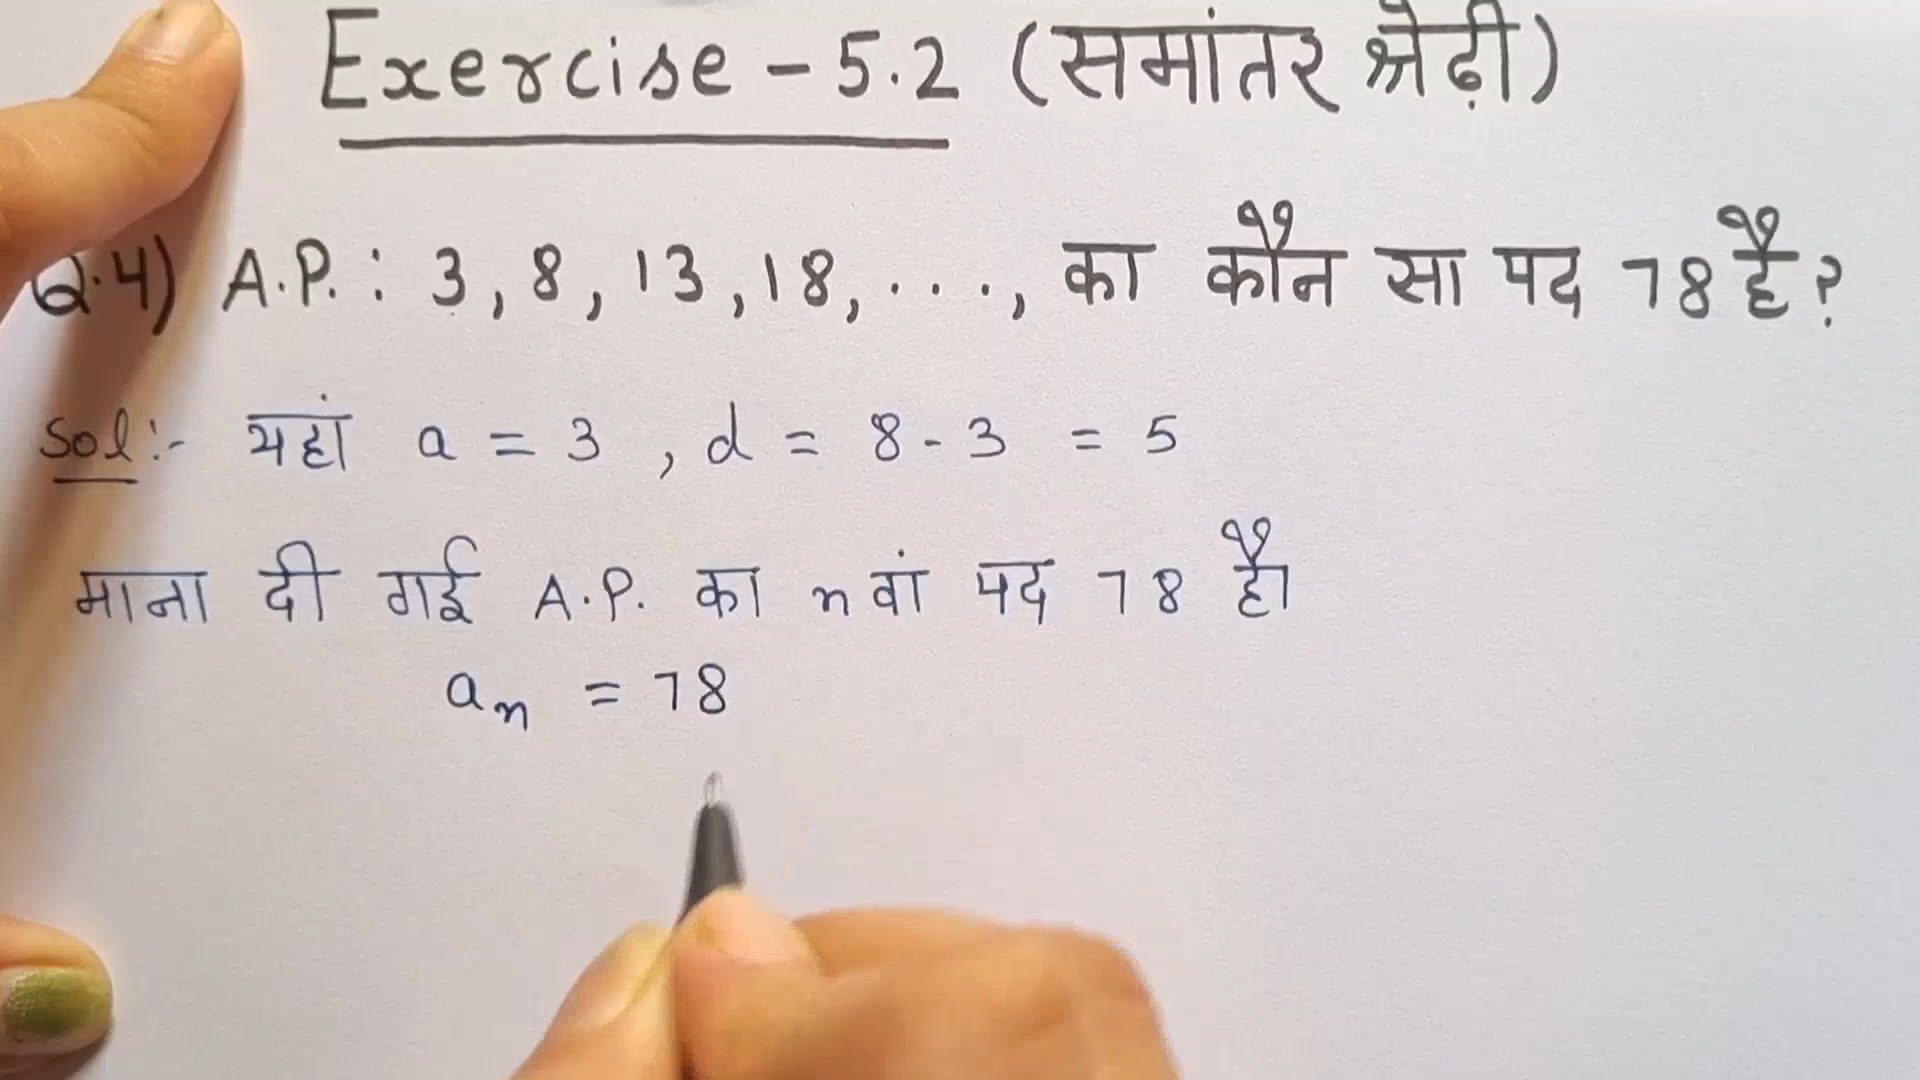 Exercise - 5.2 (समांतर श्रेढ़ी)
Q.4) A.P. : 3, 8, 13, 18, ...., का कौन सा पद 78 है?
Sol:- यहां a = 3, d = 8 - 3 = 5
माना दी गई A.P. का n वां पद 78 है।
aₙ = 78